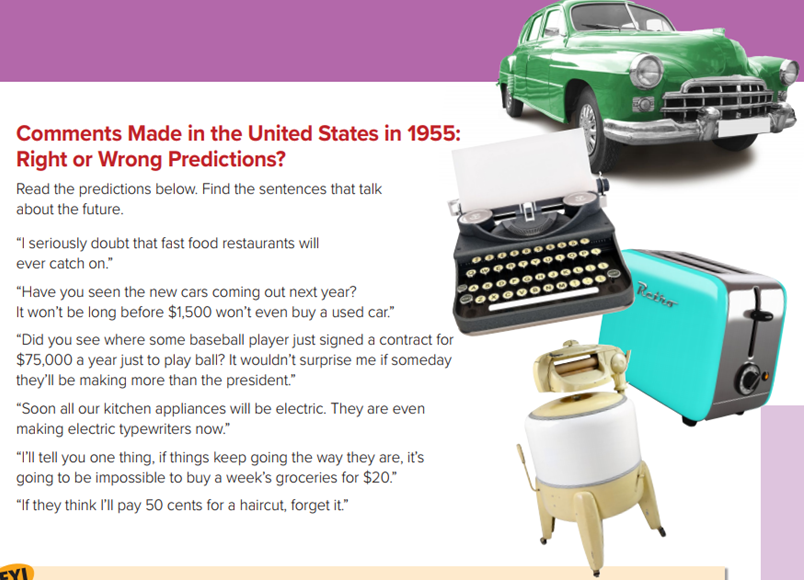 Comments Made in the United States in 1955:
Right or Wrong Predictions?
Read the predictions below. Find the sentences that talk
about the future.
“I seriously doubt that fast food restaurants will
ever catch on.”
“Have you seen the new cars coming out next year?
It won’t be long before $1,500 won’t even buy a used car.”
“Did you see where some baseball player just signed a contract for
$75,000 a year just to play ball? It wouldn’t surprise me if someday
they’ll be making more than the president.”
“Soon all our kitchen appliances will be electric. They are even
making electric typewriters now.”
“I’ll tell you one thing, if things keep going the way they are, it’s
going to be impossible to buy a week’s groceries for $20.”
“If they think I’ll pay 50 cents for a haircut, forget it.”
Retro